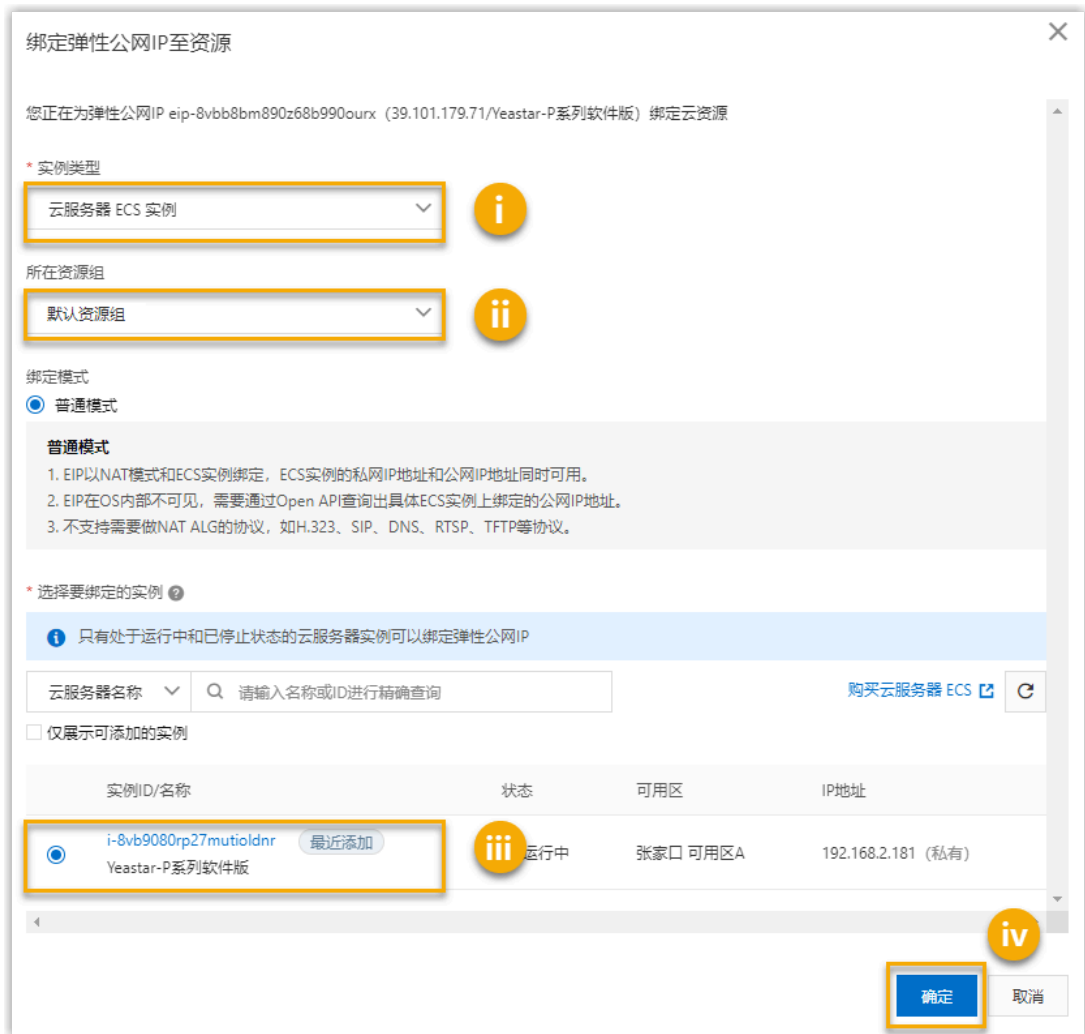 绑定弹性公网IP至资源
您正在为弹性公网IP eip-8vbb8bm890z68b990ourx（39.101.179.71/Yeastar-P系列软件版）绑定云资源
* 实例类型
云服务器 ECS 实例
i
所在资源组
默认资源组
ii
绑定模式
普通模式
普通模式
1. EIP以NAT模式和ECS实例绑定，ECS实例的私网IP地址和公网IP地址同时可用。
2. EIP在OS内部不可见，需要通过Open API查询出具体ECS实例上绑定的公网IP地址。
3. 不支持需要做NAT ALG的协议，如H.323、SIP、DNS、RTSP、TFTP等协议。
* 选择要绑定的实例
只有处于运行中和已停止状态的云服务器实例可以绑定弹性公网IP
云服务器名称 请输入名称或ID进行精确查询 购买云服务器 ECS
仅展示可添加的实例
实例ID/名称 状态 可用区 IP地址
i-8vb9080rp27mutioldnr 最近添加
Yeastar-P系列软件版
iii 运行中 张家口 可用区A 192.168.2.181（私有）
iv
确定 取消